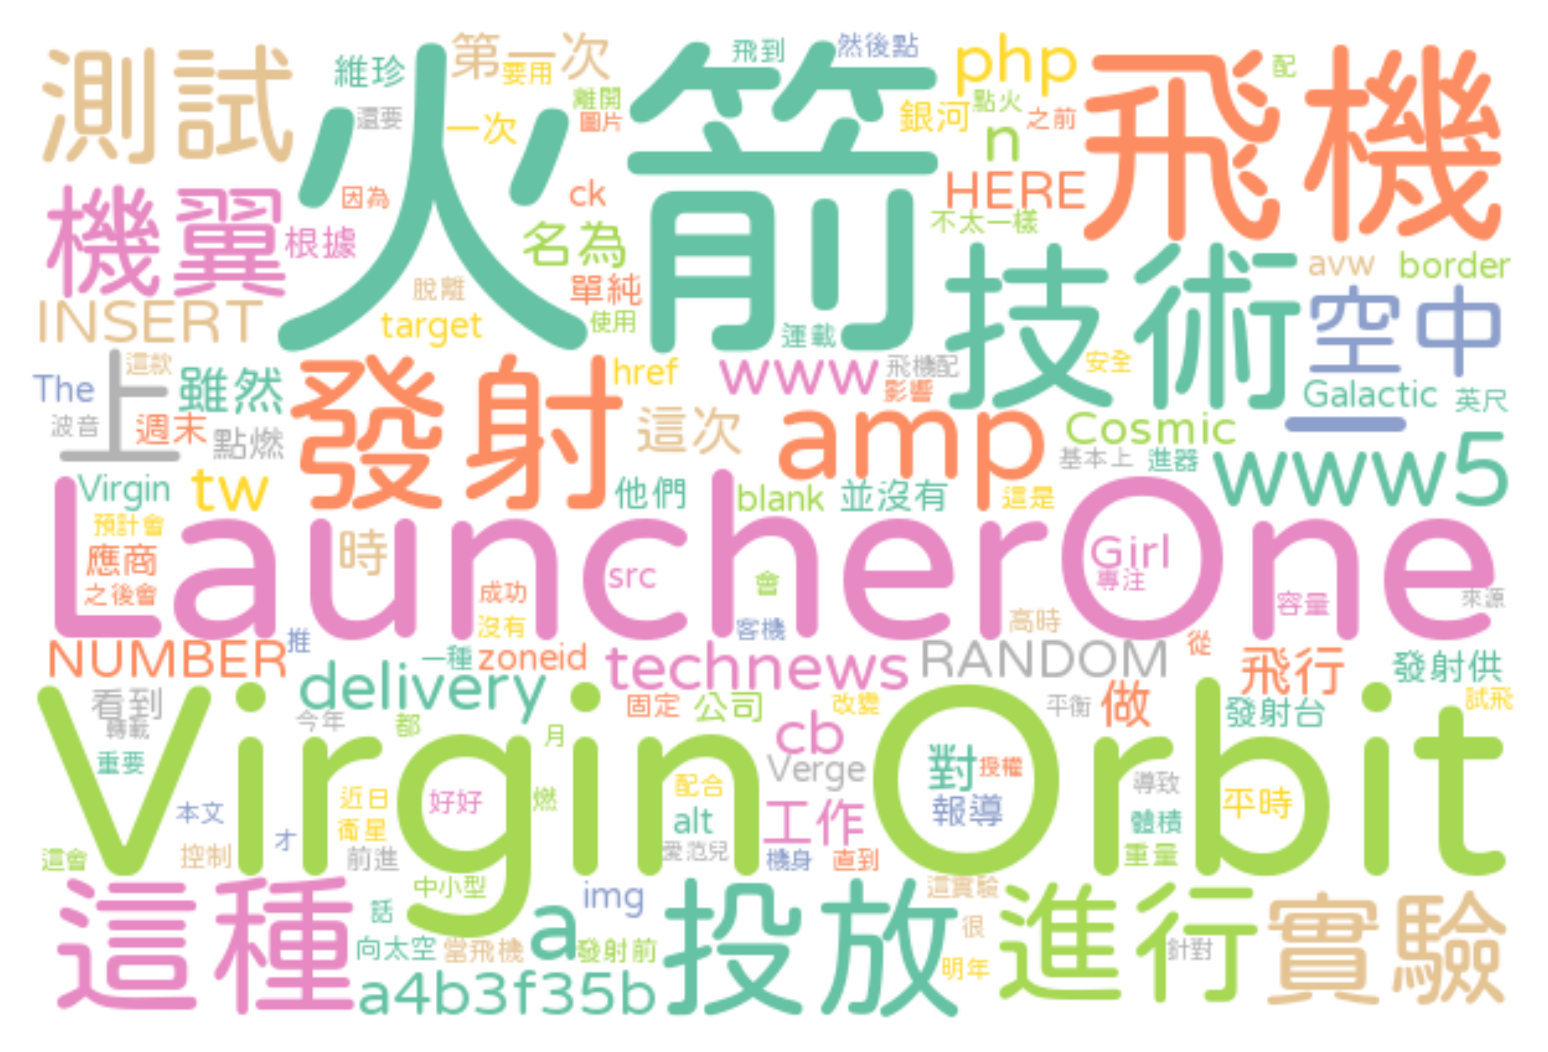 測試
維珍
第一次
要用
飛到
然後點
php
飛機
配
火箭
還要
離開
圖片
一次
銀河
點火
n
之前
機翼
因為
ck
HERE
根據
名為
不太一樣
技術
avw
border
INSERT
脫離
單純
target
使用
運載
空中
The
上
這款
雖然
發射
href
www
飛機配
影響
安全
Galactic
英尺
波音
週末
點燃
這次
amp
Cosmic
一
基本上
進器
www5
Virgin
tw
他們
blank
並沒有
這是
預計會
LauncherOne
應商
時
Girl
專注
之後會
成功
src
會
容量
來源
沒有
客機
高時
NUMBER
推
一種
zoneid
technews
RANDOM
從
飛行
發射供
delivery
看到
轉載
今年
都
固定
公司
改變
平衡
做
發射台
試飛
Virgin Orbit
月
cb
重要
Verge
對
授權
導致
配合
本文
近日
好好
燃
報導
平時
衛星
才
alt
工作
體積
這會
控制
前進
愛范兒
機身
直到
重量
這種
中小型
img
投放
這實驗
進行
實驗
話
a
很
向太空
當飛機
發射前
針對
明年
a4b3f35b